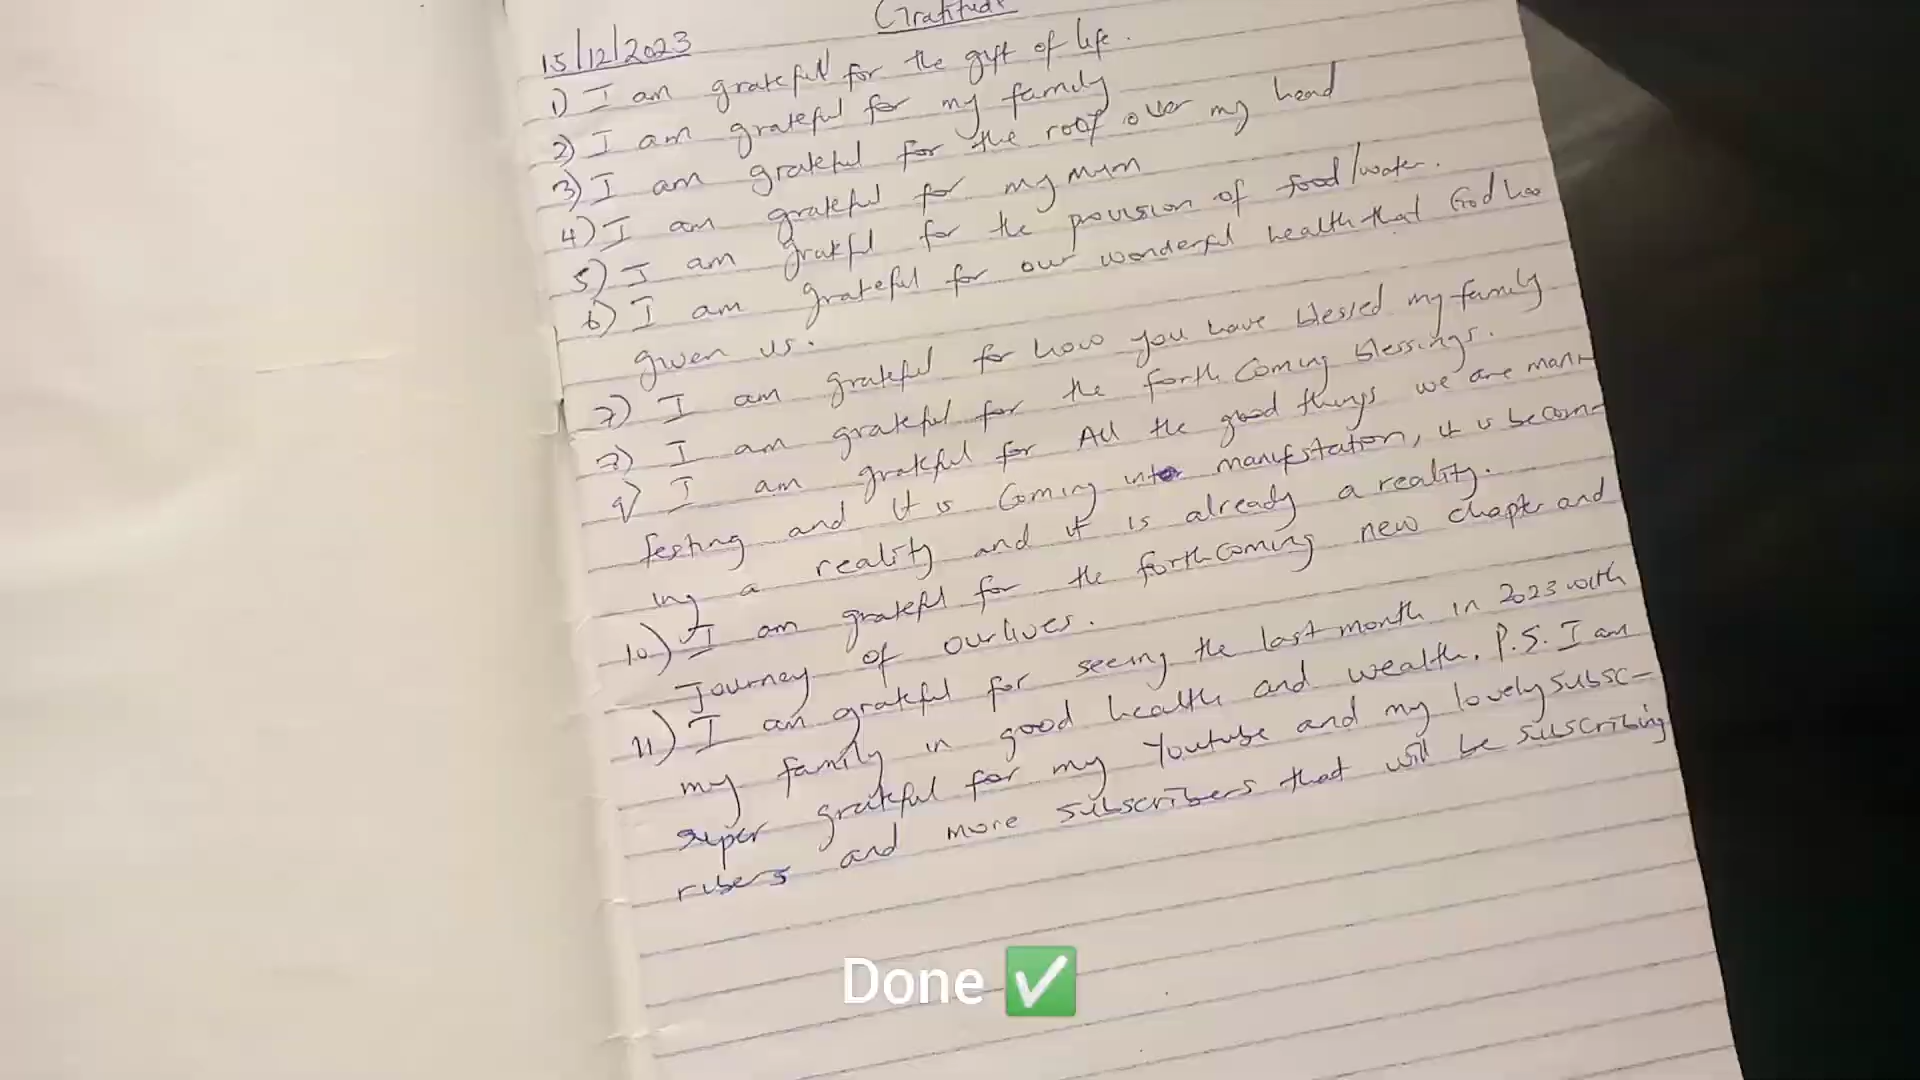 Gratitude
15/12/2023
1) I am grateful for the gift of life.
2) I am grateful for my family
3) I am grateful for the roof over my head
4) I am grateful for my mum
5) I am grateful for the provision of food/water.
6) I am grateful for our wonderful health that God has
given us.
7) I am grateful for how you have blessed my family
8) I am grateful for the forth coming blessings.
9) I am grateful for All the good things we are mani-
festing and it is coming into manifestation, it is becom-
ing a reality and it is already a reality.
10) I am grateful for the forthcoming new chapter and
Journey of our lives.
11) I am grateful for seeing the last month in 2023 with
my family in good health and wealth. P.S. I am
super grateful for my Youtube and my lovely subsc-
ribers and more subscribers that will be subscribing
Done ✅